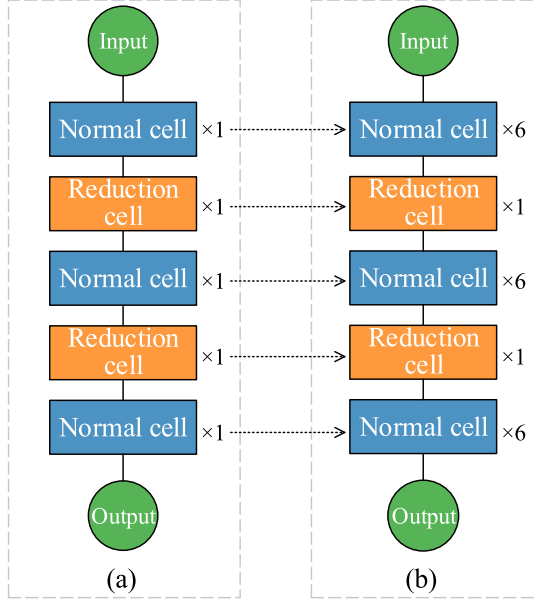 Input
Normal cell ×1
Reduction
cell ×1
Normal cell ×1
Reduction
cell ×1
Normal cell ×1
Output
(a)
Input
Normal cell ×6
Reduction
cell ×1
Normal cell ×6
Reduction
cell ×1
Normal cell ×6
Output
(b)